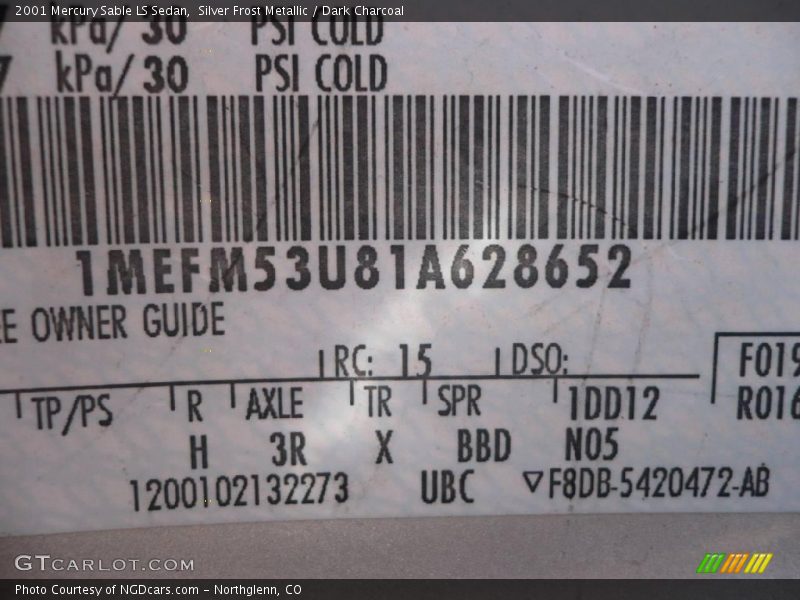 2001 Mercury Sable LS Sedan, Silver Frost Metallic / Dark Charcoal
kPa/ 30 PSI COLD
kPa/ 30 PSI COLD
1MEFM53U81A628652
OWNER GUIDE
RC: 15 DSO:
F019
TP/PS R AXLE TR SPR 1DD12 R016
H 3R X BBD N05
1200102132273 UBC ▽F8DB-5420472-AB
GTCARLOT.COM
Photo Courtesy of NGDcars.com – Northglenn, CO